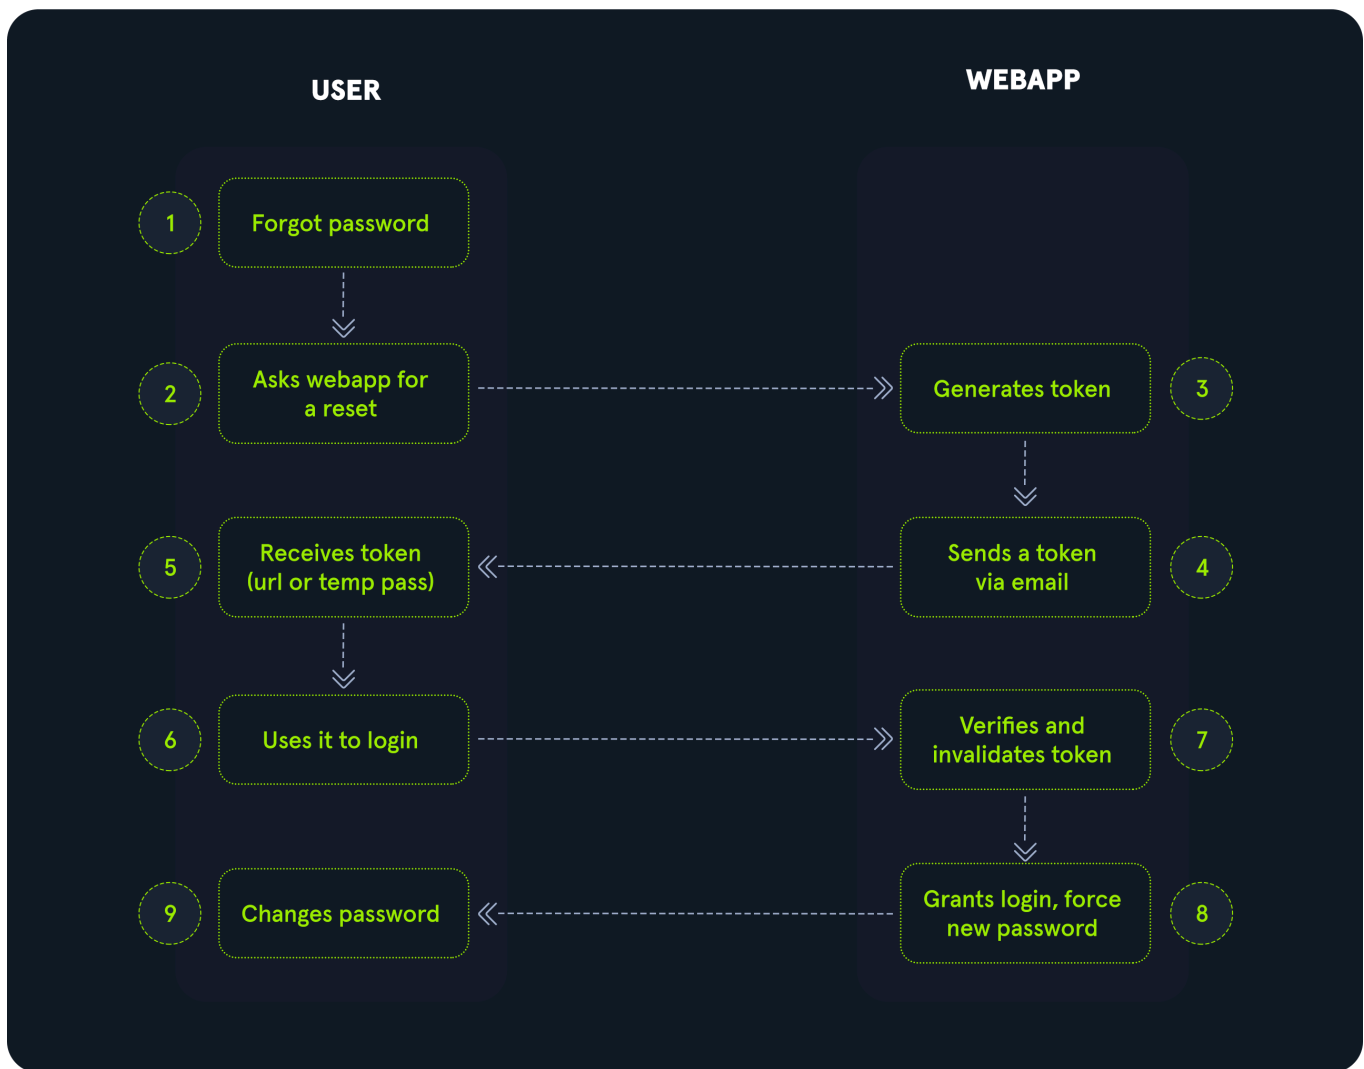 USER
WEBAPP
1
Forgot password
2
Asks webapp for
a reset
Generates token
3
5
Receives token
(url or temp pass)
Sends a token
via email
4
6
Uses it to login
Verifies and
invalidates token
7
9
Changes password
Grants login, force
new password
8